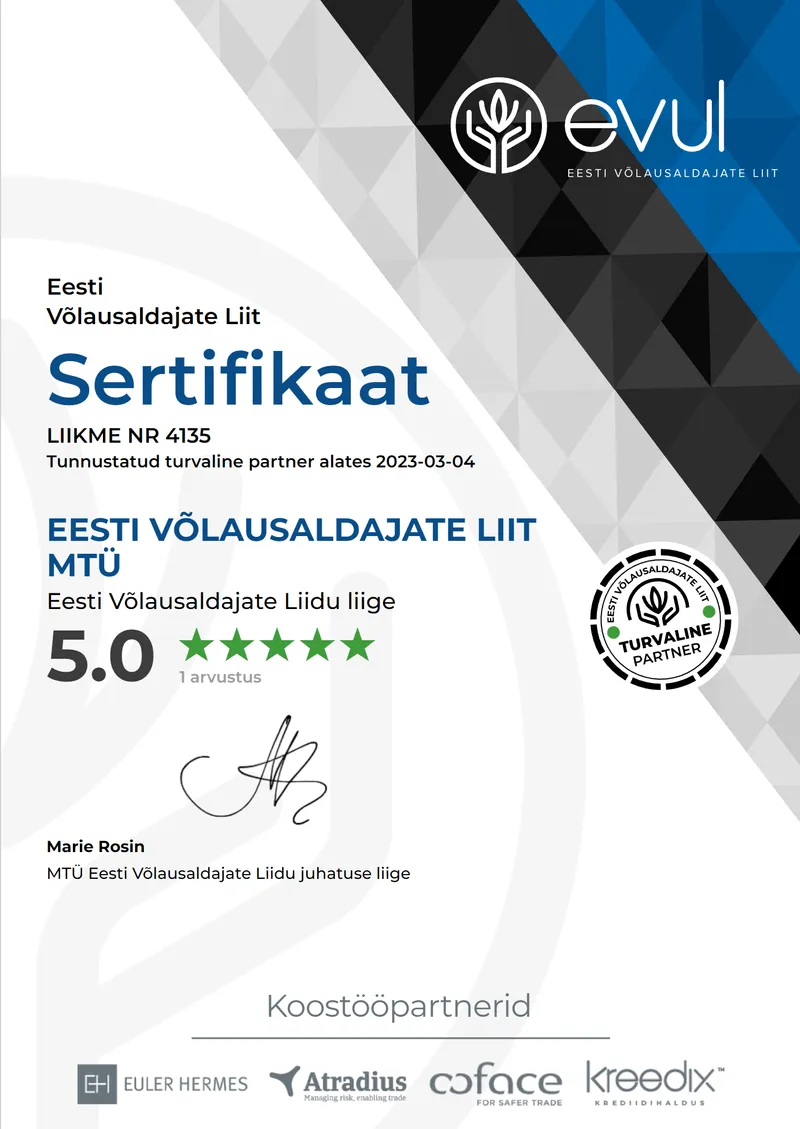 evul
EESTI VÕLAUSALDAJATE LIIT
Eesti
Võlausaldajate Liit
Sertifikaat
LIIKME NR 4135
Tunnustatud turvaline partner alates 2023-03-04
EESTI VÕLAUSALDAJATE LIIT
MTÜ
Eesti Võlausaldajate Liidu liige
5.0
1 arvustus
EESTI VÕLAUSALDAJATE LIIT
TURVALINE
PARTNER
Marie Rosin
MTÜ Eesti Võlausaldajate Liidu juhatuse liige
Koostööpartnerid
EH EULER HERMES
Atradius
Managing risk, enabling trade
coface
FOR SAFER TRADE
kreedix™
KREDIIDIHALDUS